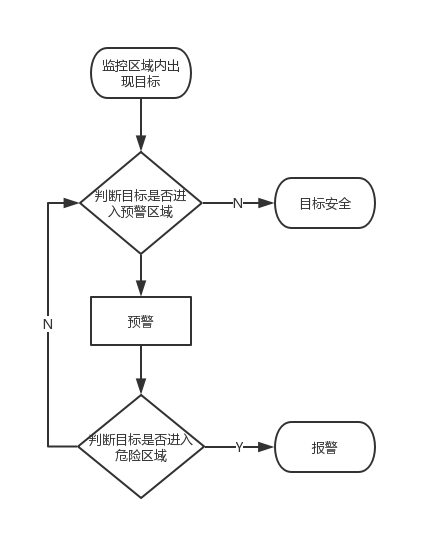 监控区域内出
现目标
判断目标是否进
入预警区域
N
目标安全
预警
N
判断目标是否进入
危险区域
Y
报警